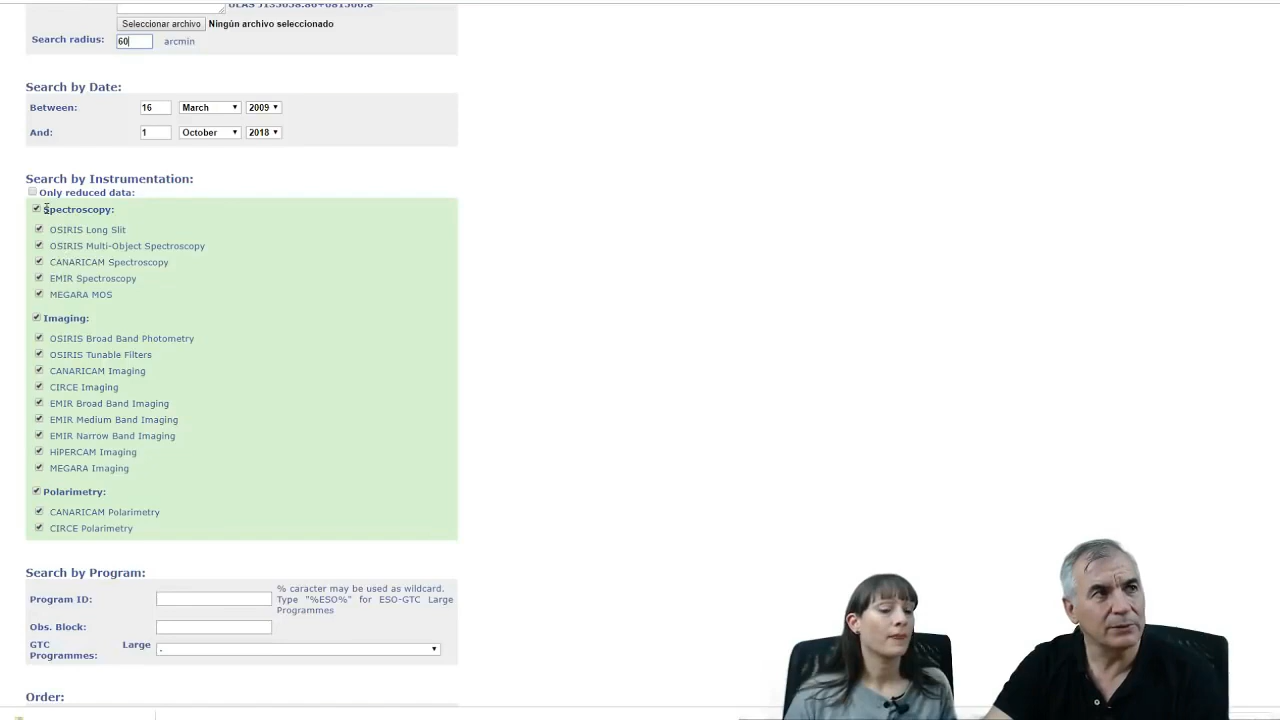 ULAS J133038.86+081300.8
Seleccionar archivo Ningún archivo seleccionado
Search radius: 60 arcmin
Search by Date:
Between: 16 March 2009
And: 1 October 2018
Search by Instrumentation:
Only reduced data:
Spectroscopy:
OSIRIS Long Slit
OSIRIS Multi-Object Spectroscopy
CANARICAM Spectroscopy
EMIR Spectroscopy
MEGARA MOS
Imaging:
OSIRIS Broad Band Photometry
OSIRIS Tunable Filters
CANARICAM Imaging
CIRCE Imaging
EMIR Broad Band Imaging
EMIR Medium Band Imaging
EMIR Narrow Band Imaging
HiPERCAM Imaging
MEGARA Imaging
Polarimetry:
CANARICAM Polarimetry
CIRCE Polarimetry
Search by Program:
Program ID:
% caracter may be used as wildcard.
Type "%ESO%" for ESO-GTC Large
Programmes
Obs. Block:
GTC Large
Programmes: .
Order: